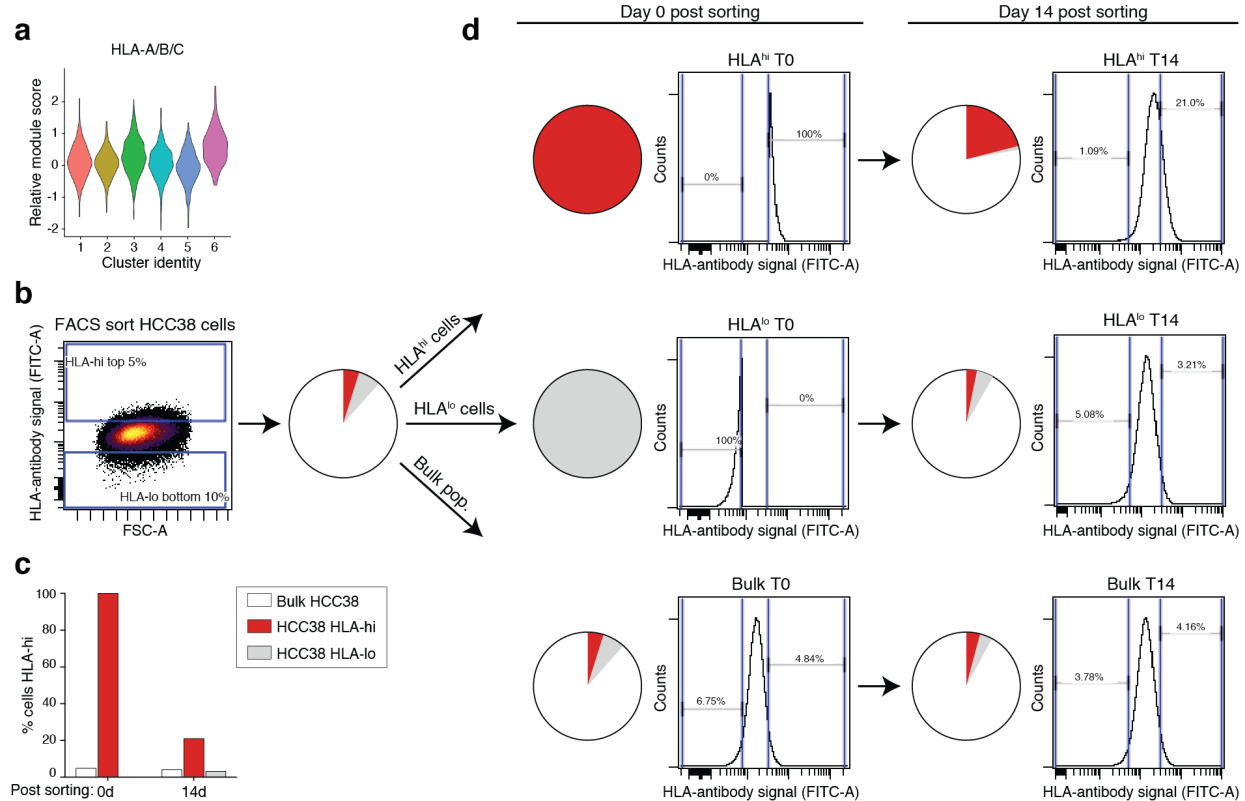 a
HLA-A/B/C
Relative module score
2
1
0
-1
-2
1 2 3 4 5 6
Cluster identity
b
FACS sort HCC38 cells
HLA-antibody signal (FITC-A)
HLA-hi top 5%
HLA-lo bottom 10%
FSC-A
HLAhi cells
HLAlo cells
Bulk pop.
c
% cells HLA-hi
100
80
60
40
20
0
Post sorting: 0d 14d
Bulk HCC38
HCC38 HLA-hi
HCC38 HLA-lo
d
Day 0 post sorting
Day 14 post sorting
HLAhi T0
Counts
100%
0%
HLA-antibody signal (FITC-A)
HLAhi T14
Counts
21.0%
1.09%
HLA-antibody signal (FITC-A)
HLAlo T0
Counts
0%
100%
HLA-antibody signal (FITC-A)
HLAlo T14
Counts
3.21%
5.08%
HLA-antibody signal (FITC-A)
Bulk T0
Counts
4.84%
6.75%
HLA-antibody signal (FITC-A)
Bulk T14
Counts
4.16%
3.78%
HLA-antibody signal (FITC-A)